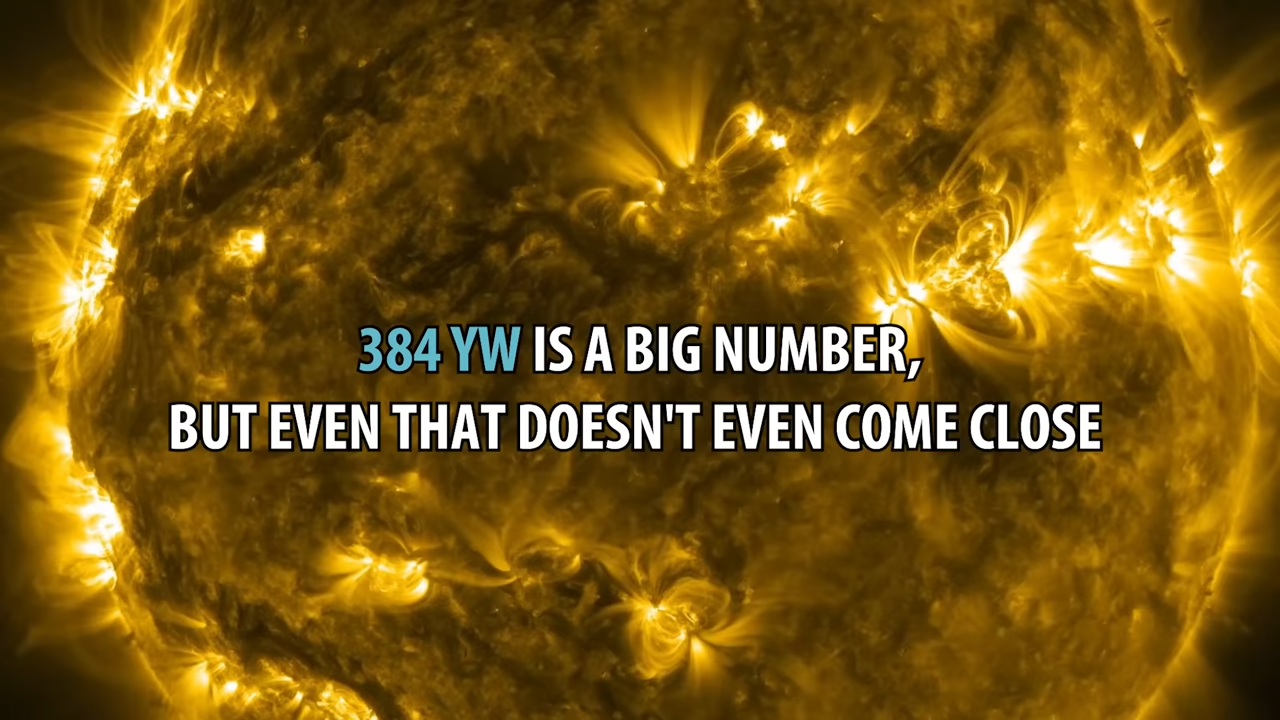 384 YW IS A BIG NUMBER,
BUT EVEN THAT DOESN'T EVEN COME CLOSE